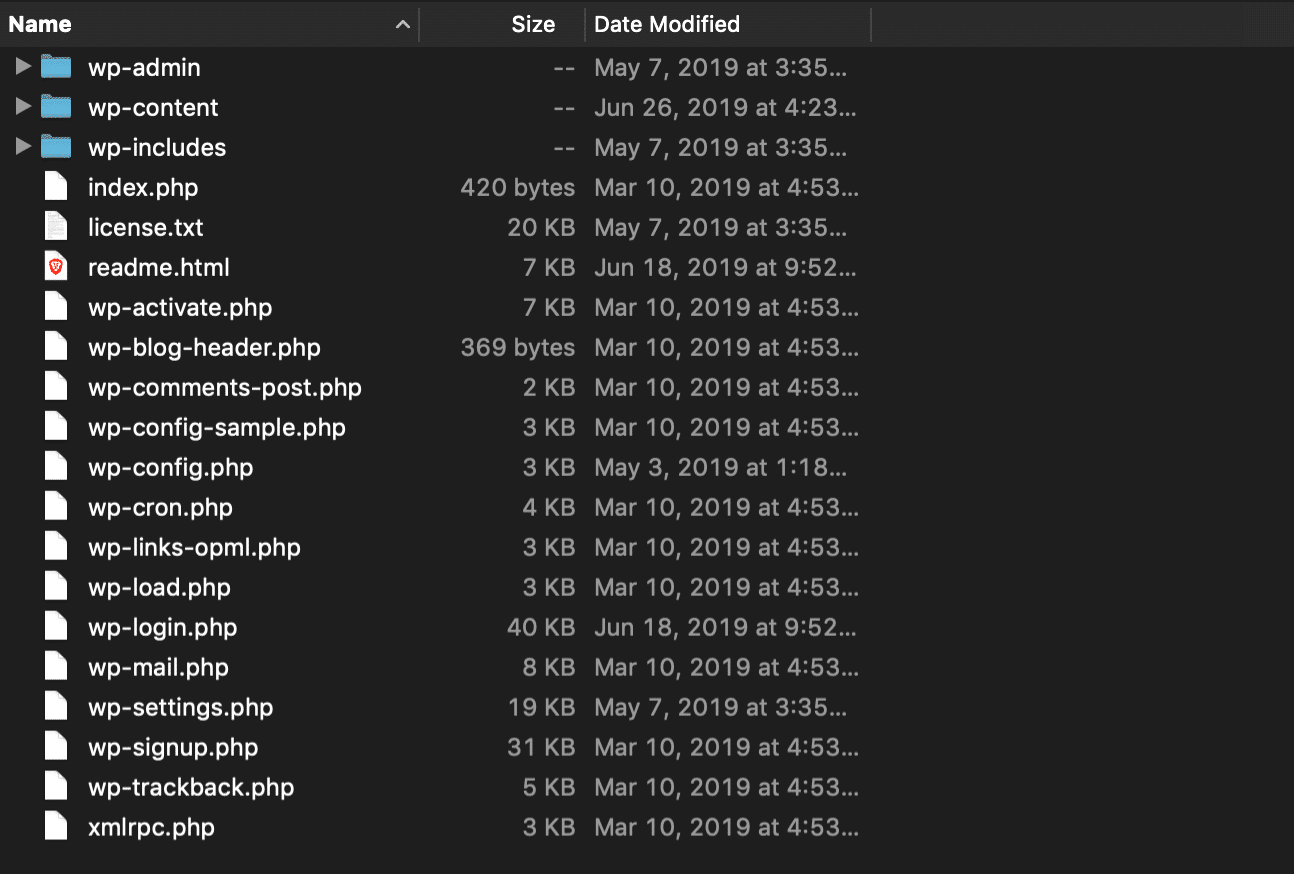 Name Size Date Modified
wp-admin -- May 7, 2019 at 3:35...
wp-content -- Jun 26, 2019 at 4:23...
wp-includes -- May 7, 2019 at 3:35...
index.php 420 bytes Mar 10, 2019 at 4:53...
license.txt 20 KB May 7, 2019 at 3:35...
readme.html 7 KB Jun 18, 2019 at 9:52...
wp-activate.php 7 KB Mar 10, 2019 at 4:53...
wp-blog-header.php 369 bytes Mar 10, 2019 at 4:53...
wp-comments-post.php 2 KB Mar 10, 2019 at 4:53...
wp-config-sample.php 3 KB Mar 10, 2019 at 4:53...
wp-config.php 3 KB May 3, 2019 at 1:18...
wp-cron.php 4 KB Mar 10, 2019 at 4:53...
wp-links-opml.php 3 KB Mar 10, 2019 at 4:53...
wp-load.php 3 KB Mar 10, 2019 at 4:53...
wp-login.php 40 KB Jun 18, 2019 at 9:52...
wp-mail.php 8 KB Mar 10, 2019 at 4:53...
wp-settings.php 19 KB May 7, 2019 at 3:35...
wp-signup.php 31 KB Mar 10, 2019 at 4:53...
wp-trackback.php 5 KB Mar 10, 2019 at 4:53...
xmlrpc.php 3 KB Mar 10, 2019 at 4:53...